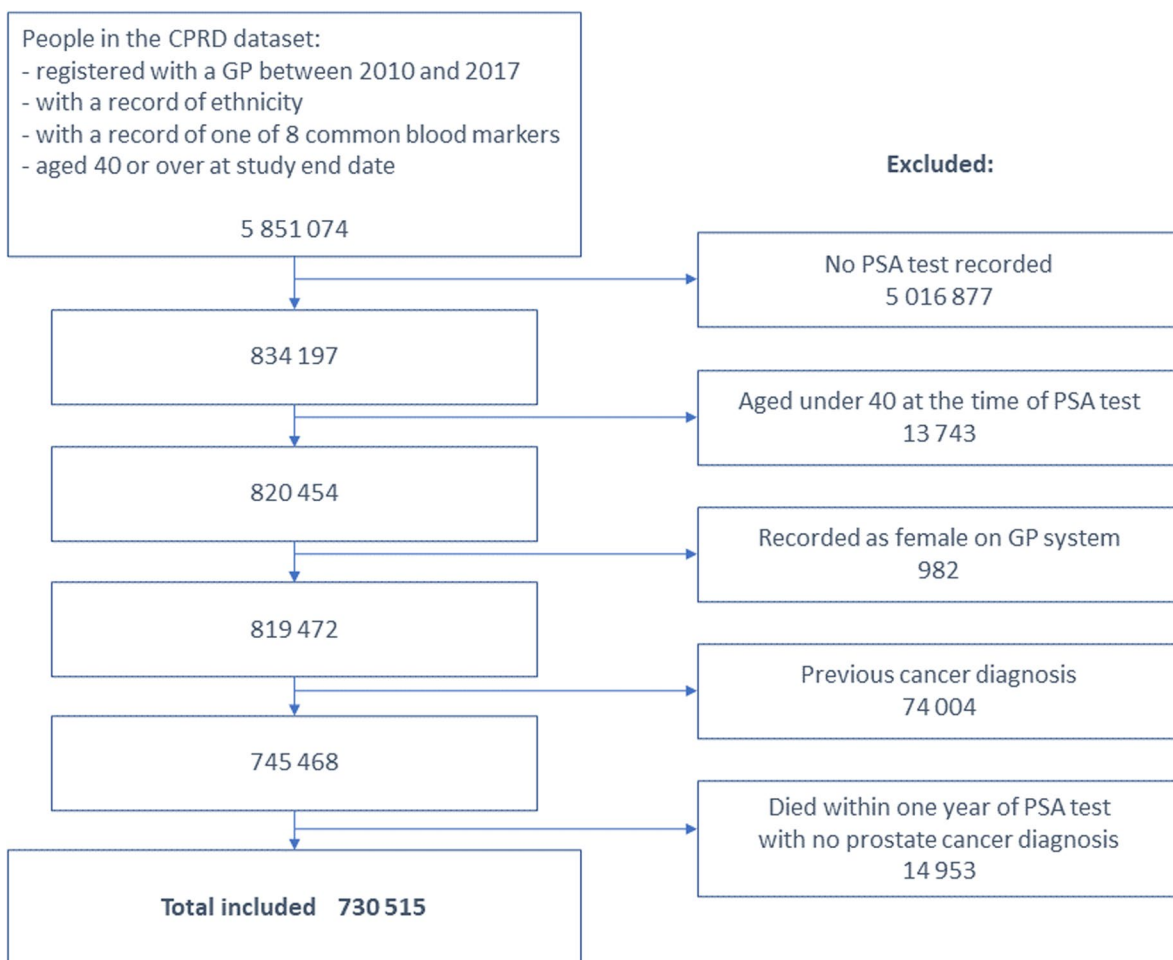 People in the CPRD dataset:
- registered with a GP between 2010 and 2017
- with a record of ethnicity
- with a record of one of 8 common blood markers
- aged 40 or over at study end date
5 851 074
Excluded:
No PSA test recorded
5 016 877
834 197
Aged under 40 at the time of PSA test
13 743
820 454
Recorded as female on GP system
982
819 472
Previous cancer diagnosis
74 004
745 468
Died within one year of PSA test
with no prostate cancer diagnosis
14 953
Total included 730 515